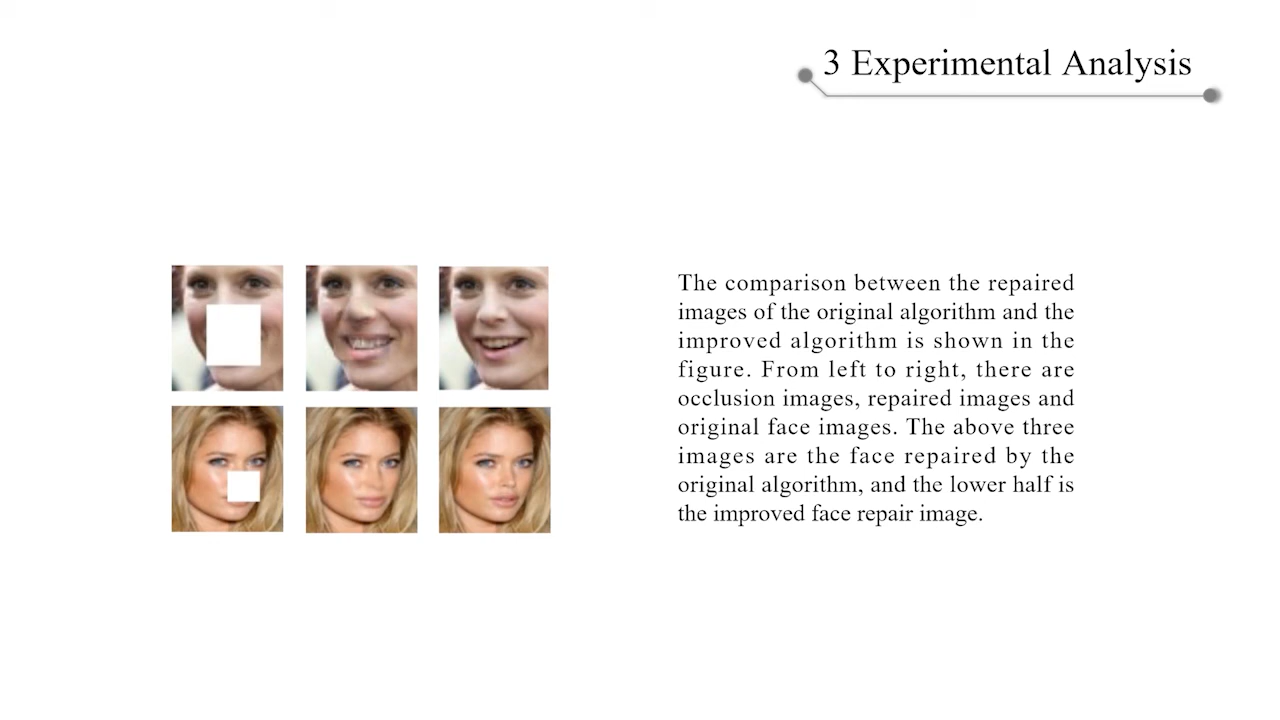 3 Experimental Analysis
The comparison between the repaired
images of the original algorithm and the
improved algorithm is shown in the
figure. From left to right, there are
occlusion images, repaired images and
original face images. The above three
images are the face repaired by the
original algorithm, and the lower half is
the improved face repair image.